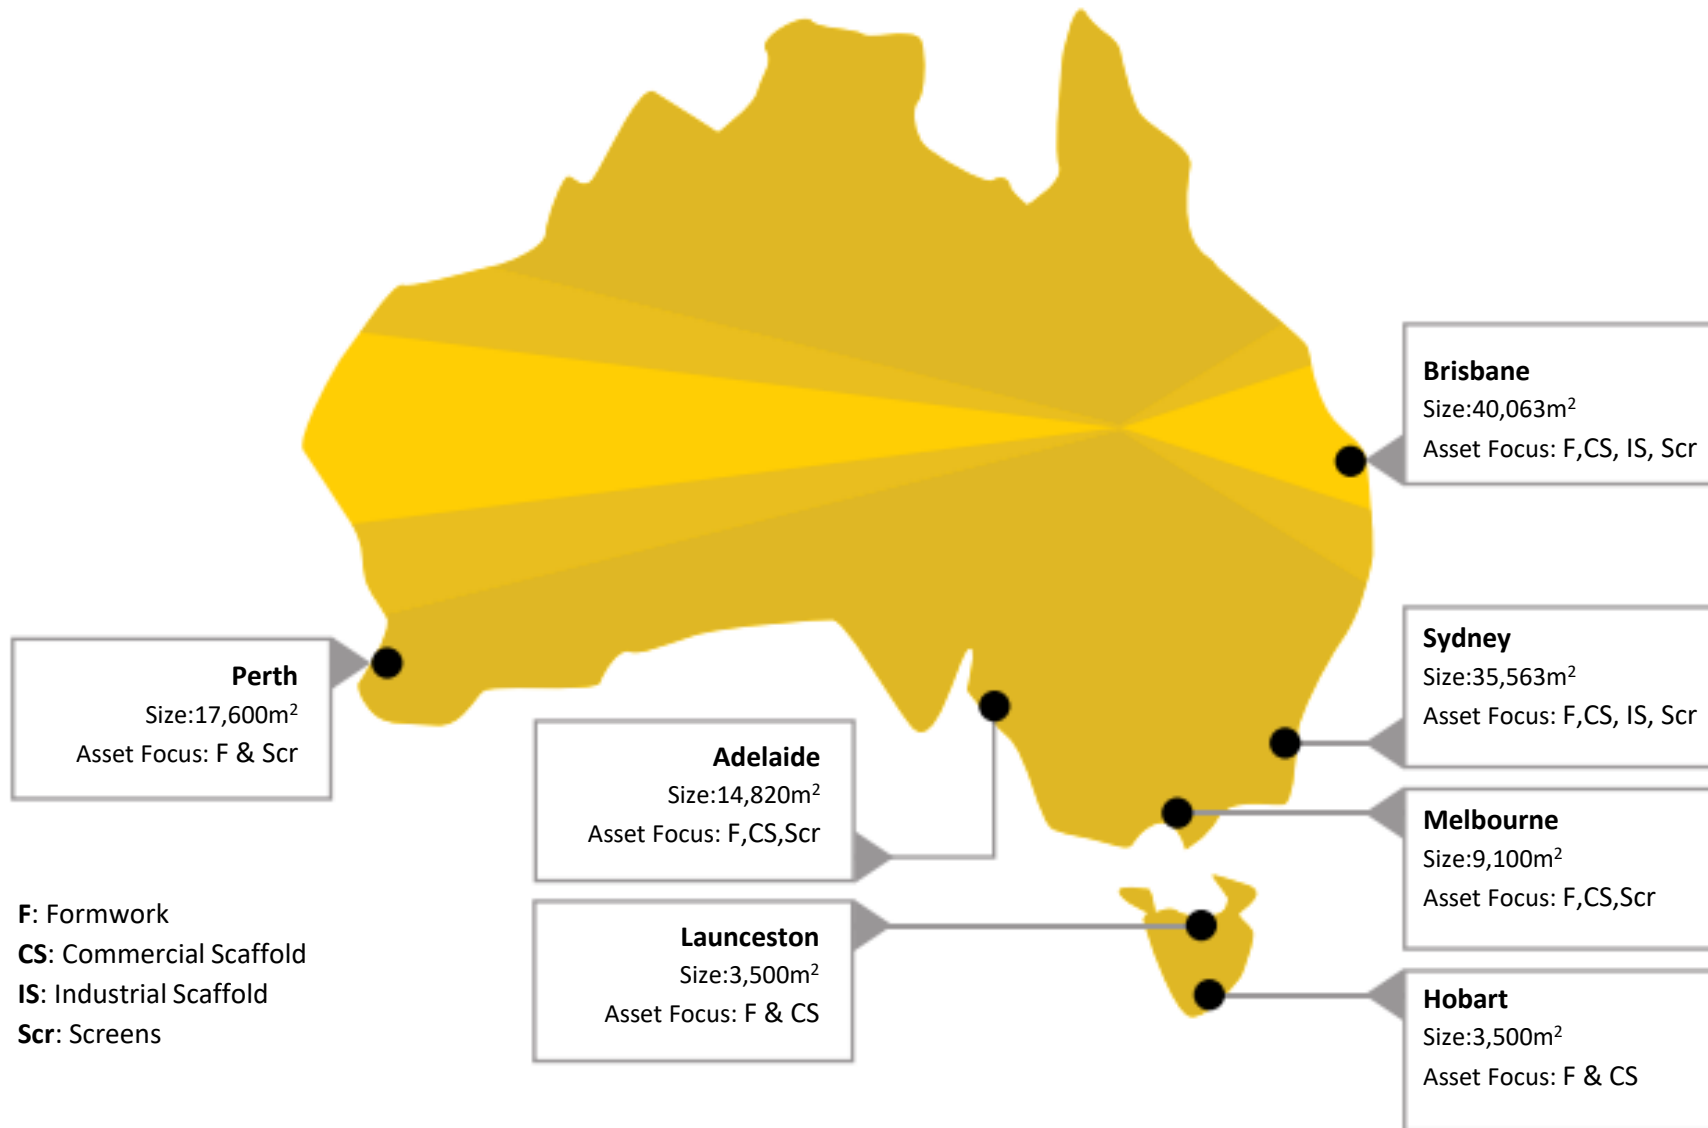 Brisbane
Size:40,063m²
Asset Focus: F,CS, IS, Scr
Sydney
Size:35,563m²
Asset Focus: F,CS, IS, Scr
Perth
Size:17,600m²
Asset Focus: F & Scr
Adelaide
Size:14,820m²
Asset Focus: F,CS,Scr
Melbourne
Size:9,100m²
Asset Focus: F,CS,Scr
Launceston
Size:3,500m²
Asset Focus: F & CS
Hobart
Size:3,500m²
Asset Focus: F & CS
F: Formwork
CS: Commercial Scaffold
IS: Industrial Scaffold
Scr: Screens